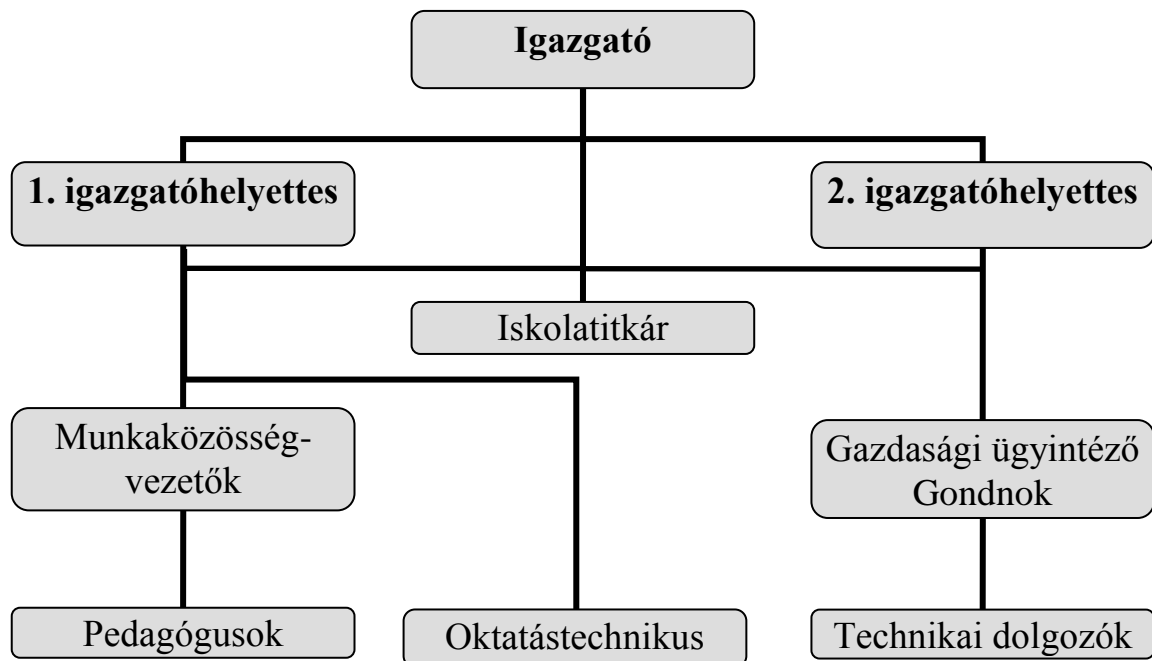 Igazgató
1. igazgatóhelyettes
2. igazgatóhelyettes
Iskolatitkár
Munkaközösség-
vezetők
Gazdasági ügyintéző
Gondnok
Pedagógusok
Oktatástechnikus
Technikai dolgozók